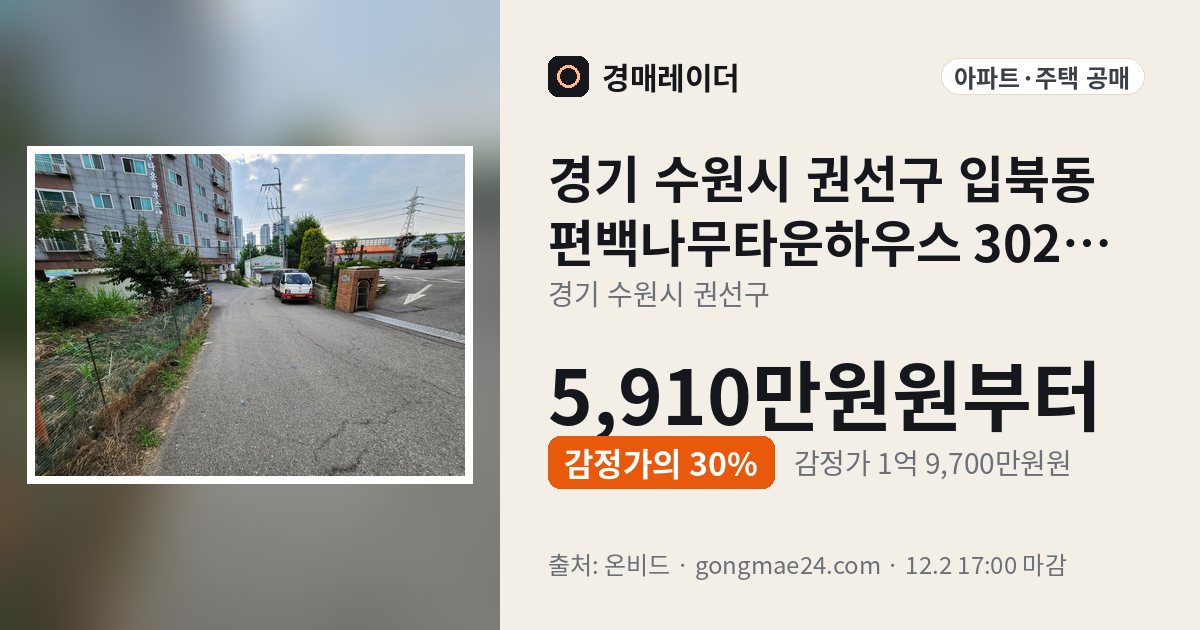 경매레이더
아파트·주택 공매
경기 수원시 권선구 입북동
편백나무타운하우스 302…
경기 수원시 권선구
5,910만원원부터
감정가의 30%
감정가 1억 9,700만원원
출처: 온비드 · gongmae24.com · 12.2 17:00 마감